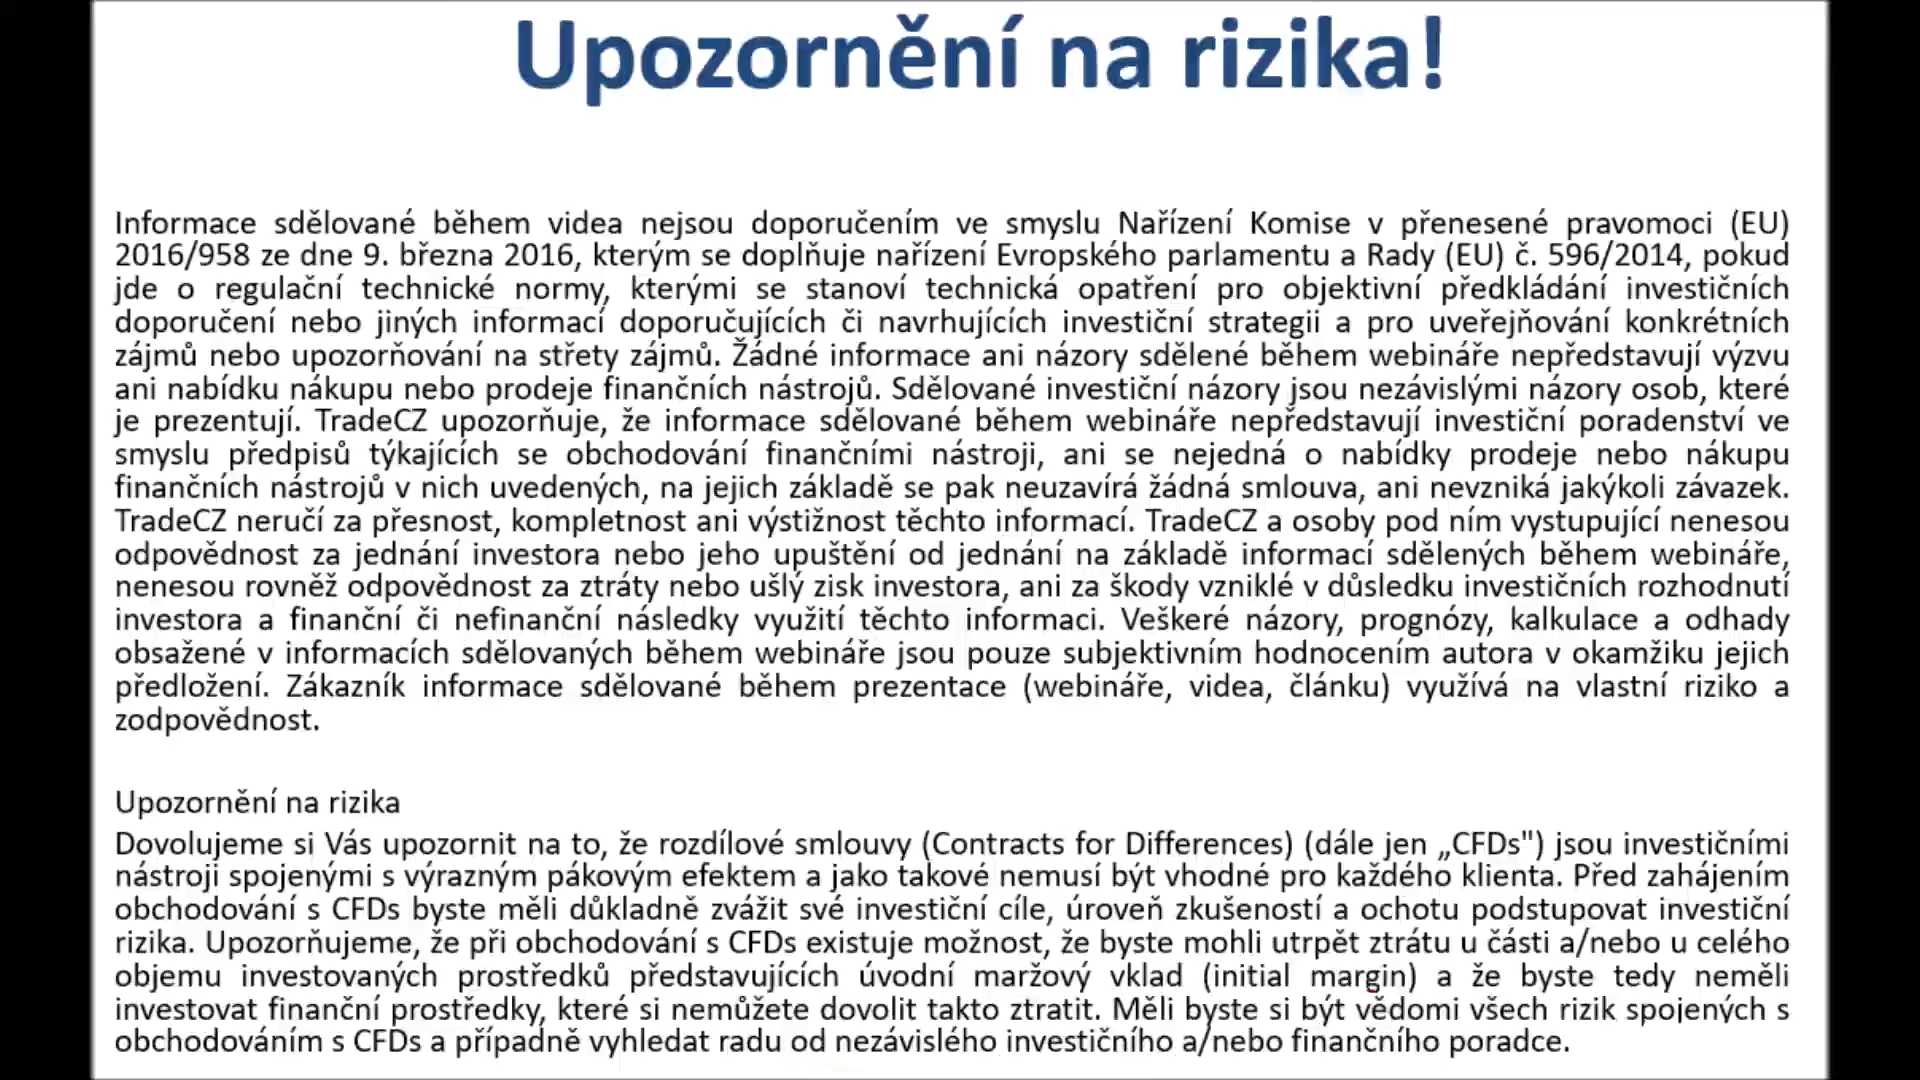 Upozornění na rizika!
Informace sdělované během videa nejsou doporučením ve smyslu Nařízení Komise v přenesené pravomoci (EU)
2016/958 ze dne 9. března 2016, kterým se doplňuje nařízení Evropského parlamentu a Rady (EU) č. 596/2014, pokud
jde o regulační technické normy, kterými se stanoví technická opatření pro objektivní předkládání investičních
doporučení nebo jiných informací doporučujících či navrhujících investiční strategii a pro uveřejňování konkrétních
zájmů nebo upozorňování na střety zájmů. Žádné informace ani názory sdělené během webináře nepředstavují výzvu
ani nabídku nákupu nebo prodeje finančních nástrojů. Sdělované investiční názory jsou nezávislými názory osob, které
je prezentují. TradeCZ upozorňuje, že informace sdělované během webináře nepředstavují investiční poradenství ve
smyslu předpisů týkajících se obchodování finančními nástroji, ani se nejedná o nabídky prodeje nebo nákupu
finančních nástrojů v nich uvedených, na jejich základě se pak neuzavírá žádná smlouva, ani nevzniká jakýkoli závazek.
TradeCZ neručí za přesnost, kompletnost ani výstižnost těchto informací. TradeCZ a osoby pod ním vystupující nenesou
odpovědnost za jednání investora nebo jeho upuštění od jednání na základě informací sdělených během webináře,
nenesou rovněž odpovědnost za ztráty nebo ušlý zisk investora, ani za škody vzniklé v důsledku investičních rozhodnutí
investora a finanční či nefinanční následky využití těchto informaci. Veškeré názory, prognózy, kalkulace a odhady
obsažené v informacích sdělovaných během webináře jsou pouze subjektivním hodnocením autora v okamžiku jejich
předložení. Zákazník informace sdělované během prezentace (webináře, videa, článku) využívá na vlastní riziko a
zodpovědnost.
Upozornění na rizika
Dovolujeme si Vás upozornit na to, že rozdílové smlouvy (Contracts for Differences) (dále jen „CFDs") jsou investičními
nástroji spojenými s výrazným pákovým efektem a jako takové nemusí být vhodné pro každého klienta. Před zahájením
obchodování s CFDs byste měli důkladně zvážit své investiční cíle, úroveň zkušeností a ochotu podstupovat investiční
rizika. Upozorňujeme, že při obchodování s CFDs existuje možnost, že byste mohli utrpět ztrátu u části a/nebo u celého
objemu investovaných prostředků představujících úvodní maržový vklad (initial margin) a že byste tedy neměli
investovat finanční prostředky, které si nemůžete dovolit takto ztratit. Měli byste si být vědomi všech rizik spojených s
obchodováním s CFDs a případně vyhledat radu od nezávislého investičního a/nebo finančního poradce.